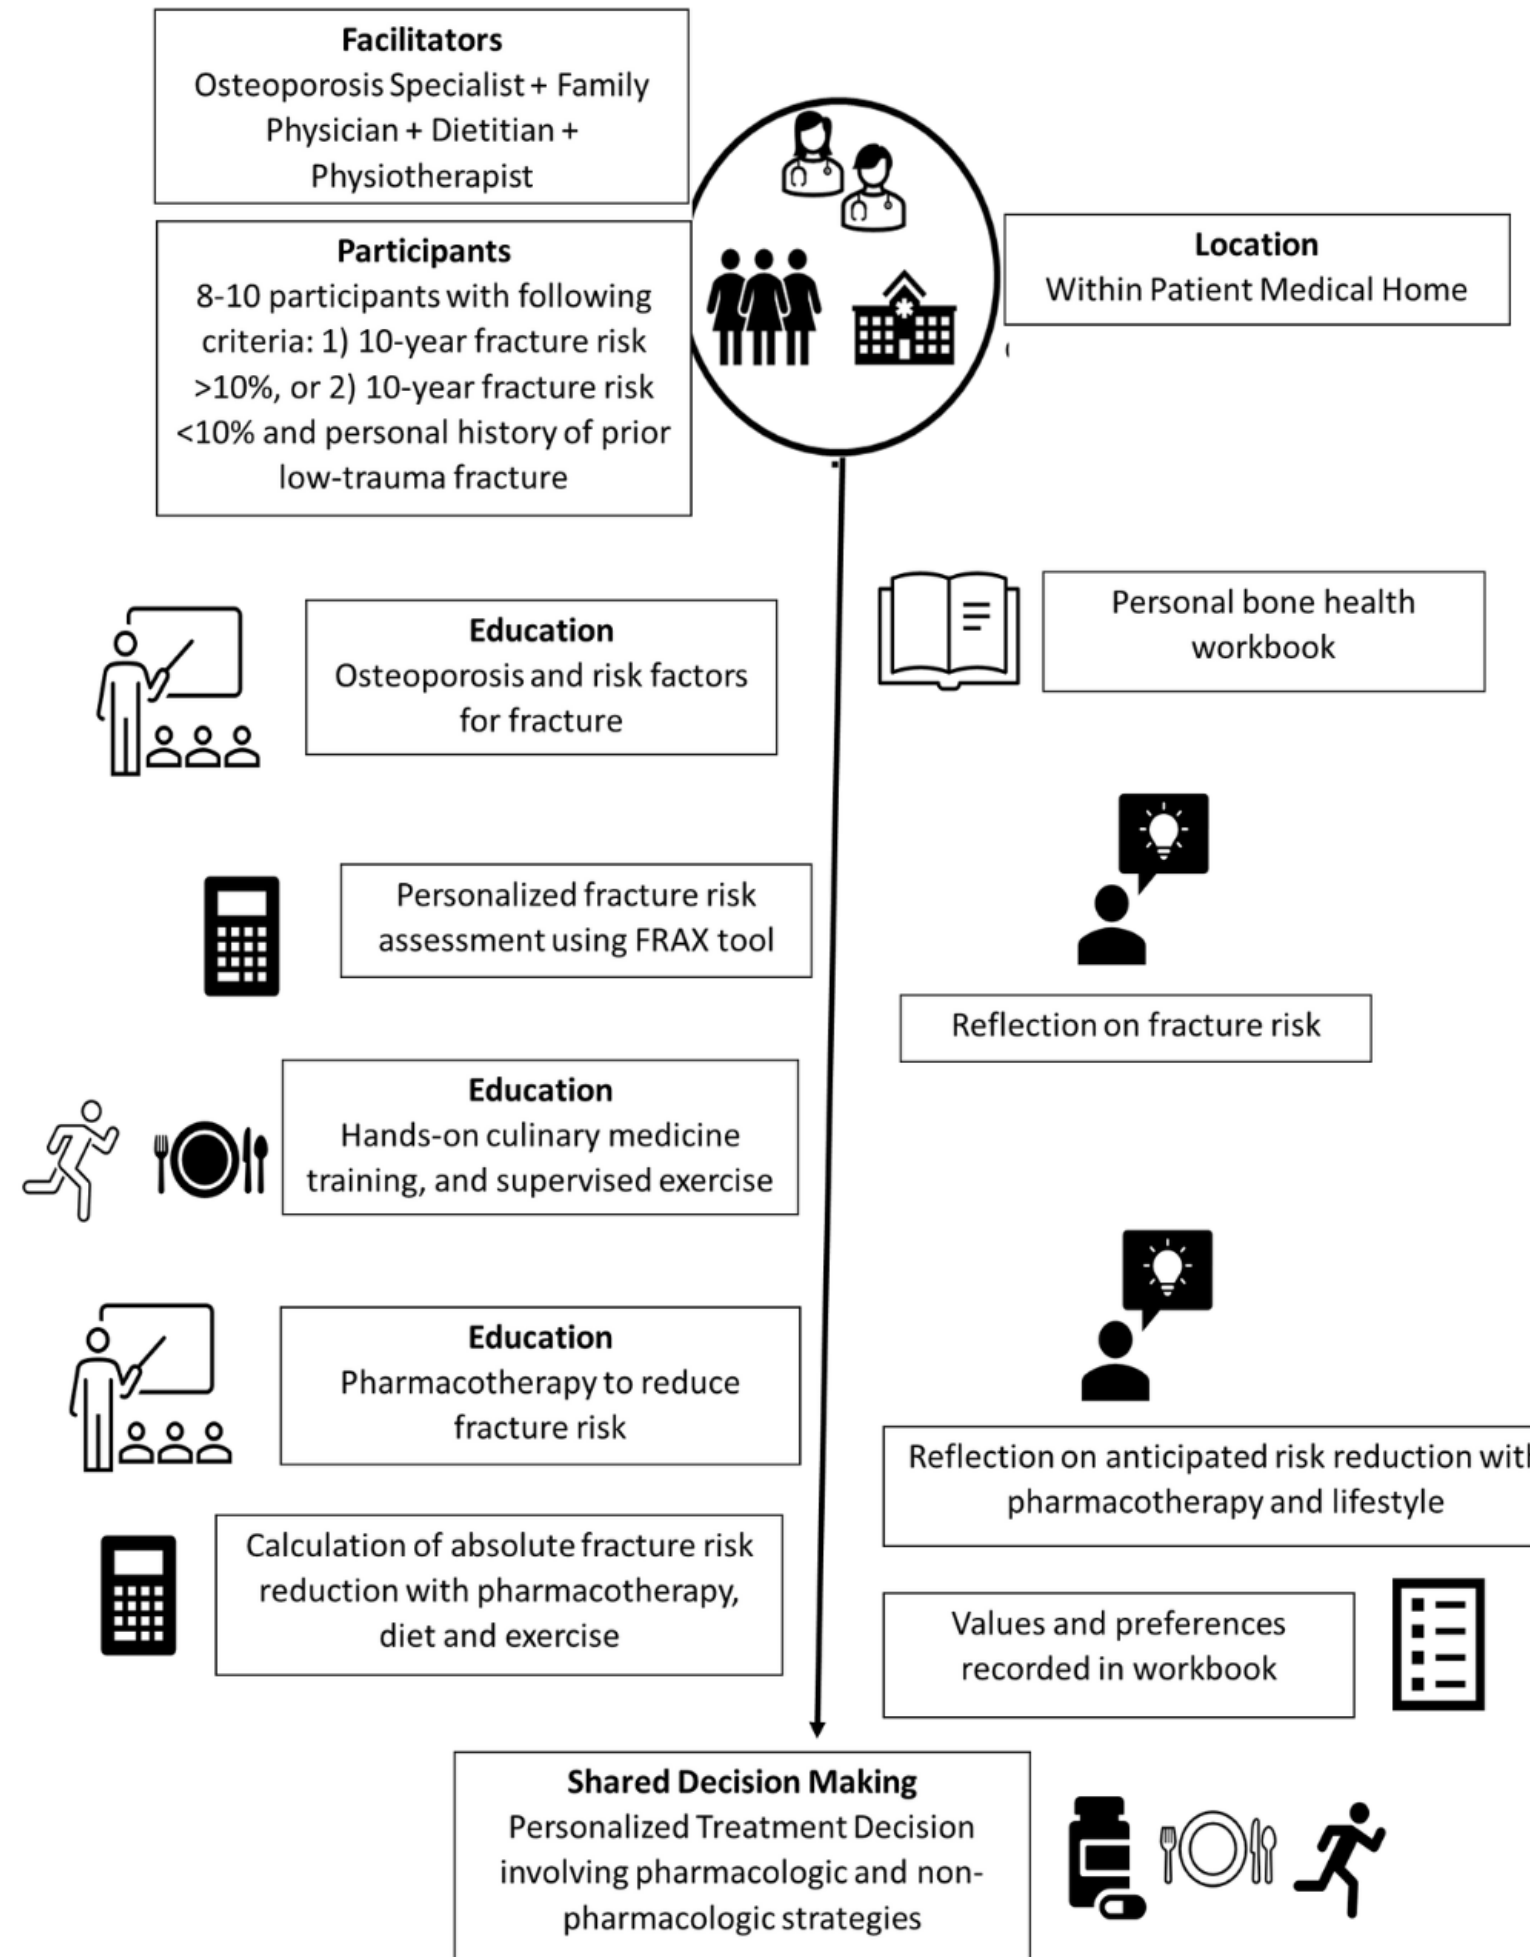 Facilitators
Osteoporosis Specialist + Family
Physician + Dietitian +
Physiotherapist
Participants
8-10 participants with following
criteria: 1) 10-year fracture risk
>10%, or 2) 10-year fracture risk
<10% and personal history of prior
low-trauma fracture
Location
Within Patient Medical Home
Education
Osteoporosis and risk factors
for fracture
Personal bone health
workbook
Personalized fracture risk
assessment using FRAX tool
Reflection on fracture risk
Education
Hands-on culinary medicine
training, and supervised exercise
Education
Pharmacotherapy to reduce
fracture risk
Reflection on anticipated risk reduction with
pharmacotherapy and lifestyle
Calculation of absolute fracture risk
reduction with pharmacotherapy,
diet and exercise
Values and preferences
recorded in workbook
Shared Decision Making
Personalized Treatment Decision
involving pharmacologic and non-
pharmacologic strategies